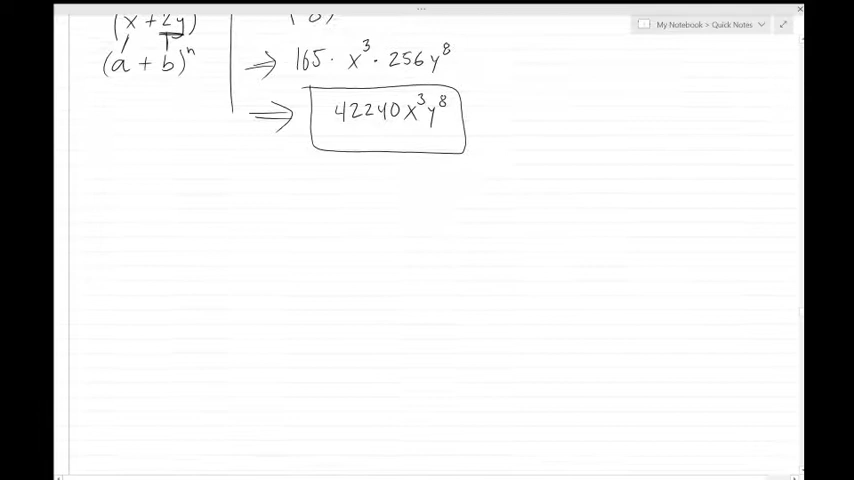 My Notebook > Quick Notes
(x + 2y)
(a + b)ⁿ
⇒ 165 · x³ · 256y⁸
⇒ 42240x³y⁸